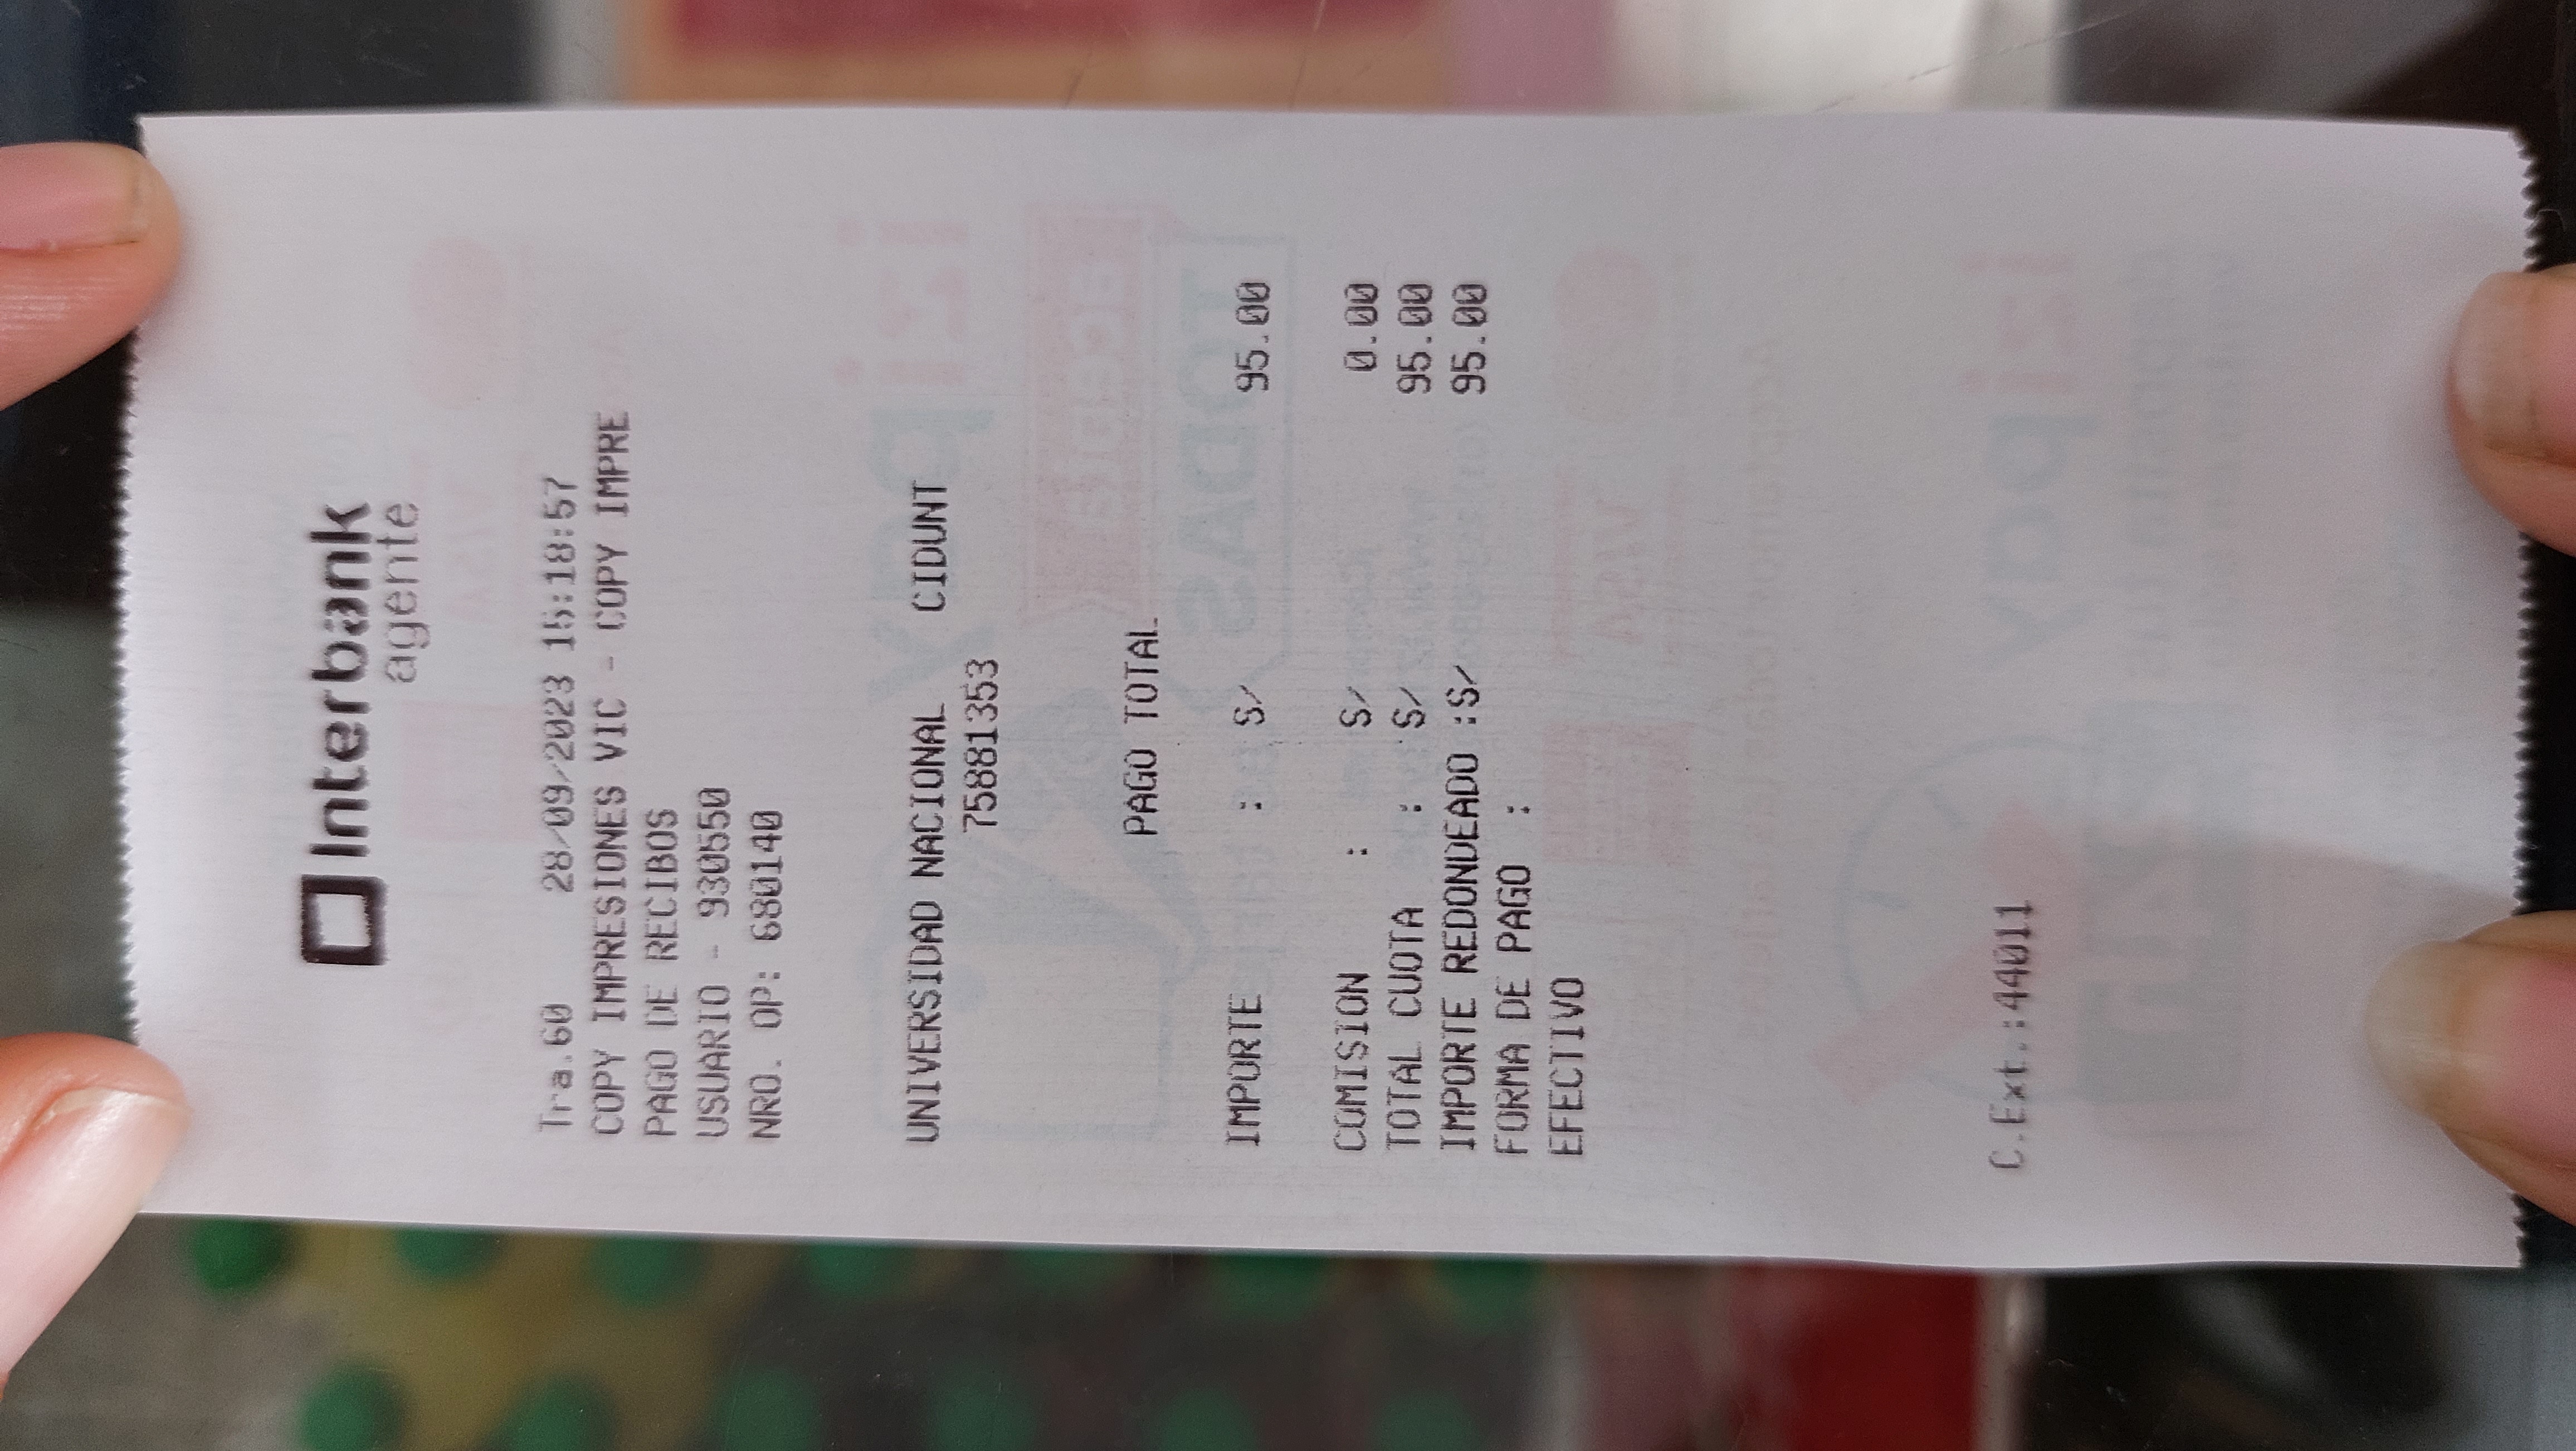 Interbank
agente
Tra.60 28/09/2023 15:18:57
COPY IMPRESIONES VIC - COPY IMPRE
PAGO DE RECIBOS
USUARIO - 930550
NRO. OP: 680140
UNIVERSIDAD NACIONAL CIDUNT
75881353
PAGO TOTAL
IMPORTE : S/ 95.00
COMISION : S/ 0.00
TOTAL CUOTA : S/ 95.00
IMPORTE REDONDEADO :S/ 95.00
FORMA DE PAGO :
EFECTIVO
C.Ext.:44011